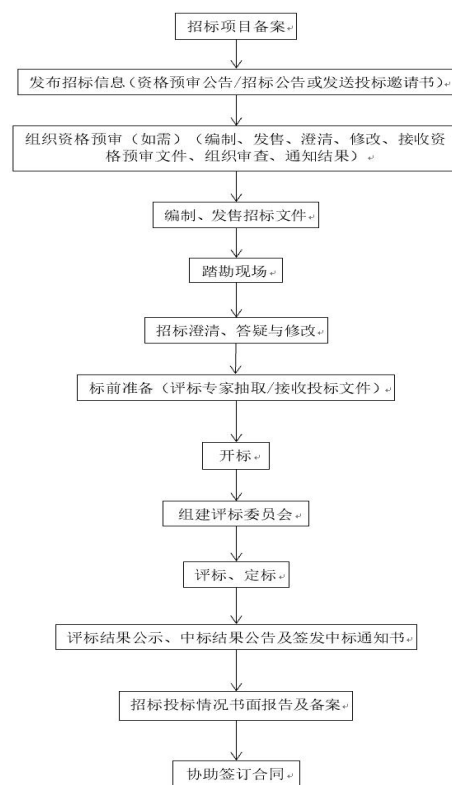 招标项目备案
发布招标信息（资格预审公告/招标公告或发送投标邀请书）
组织资格预审（如需）（编制、发售、澄清、修改、接收资
格预审文件、组织审查、通知结果）
编制、发售招标文件
踏勘现场
招标澄清、答疑与修改
标前准备（评标专家抽取/接收投标文件）
开标
组建评标委员会
评标、定标
评标结果公示、中标结果公告及签发中标通知书
招标投标情况书面报告及备案
协助签订合同